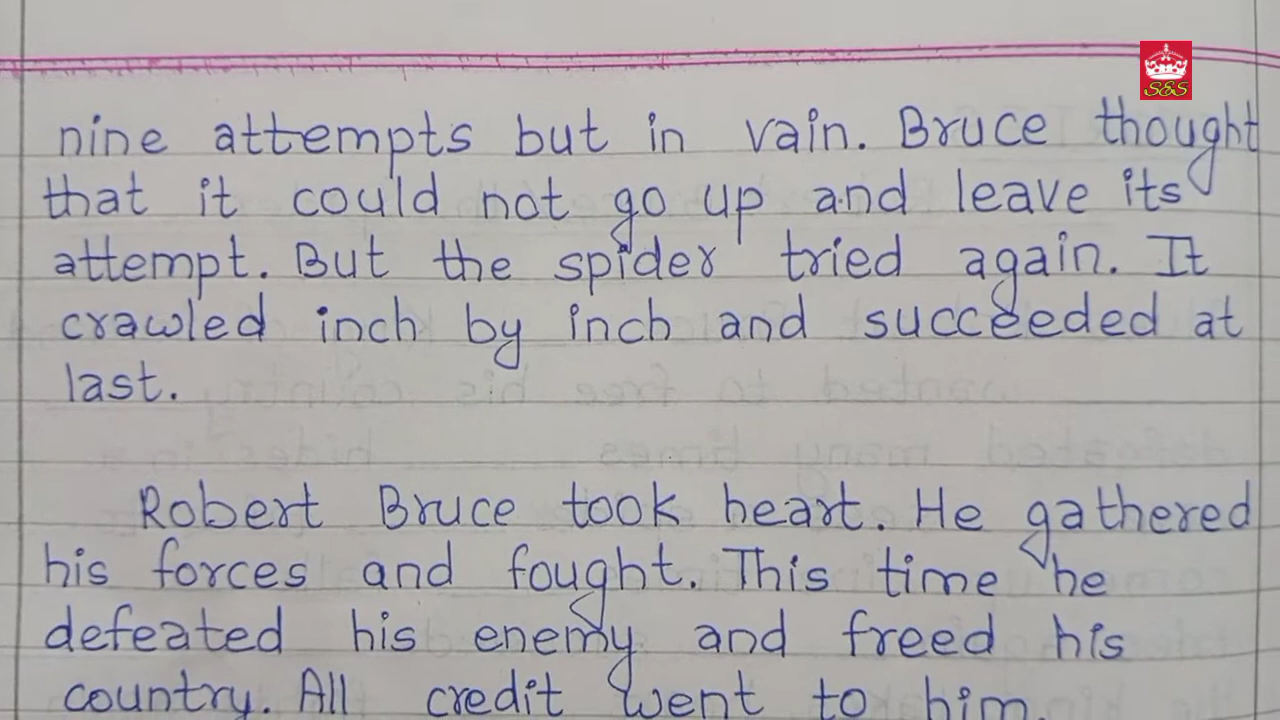 S&S
nine attempts but in vain. Bruce thought
that it could not go up and leave its
attempt. But the spider tried again. It
crawled inch by inch and succeeded at
last.
Robert Bruce took heart. He gathered
his forces and fought. This time he
defeated his enemy and freed his
country. All credit went to him.